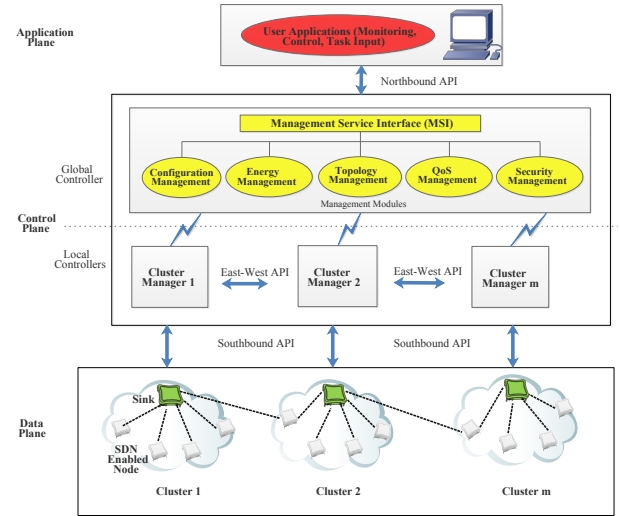 Application
Plane
User Applications (Monitoring,
Control, Task Input)
Northbound API
Management Service Interface (MSI)
Global
Controller
Configuration
Management
Energy
Management
Topology
Management
QoS
Management
Security
Management
Management Modules
Control
Plane
Local
Controllers
Cluster
Manager 1
East-West API
Cluster
Manager 2
East-West API
Cluster
Manager m
Southbound API
Southbound API
Data
Plane
Sink
SDN
Enabled
Node
Cluster 1
Cluster 2
Cluster m